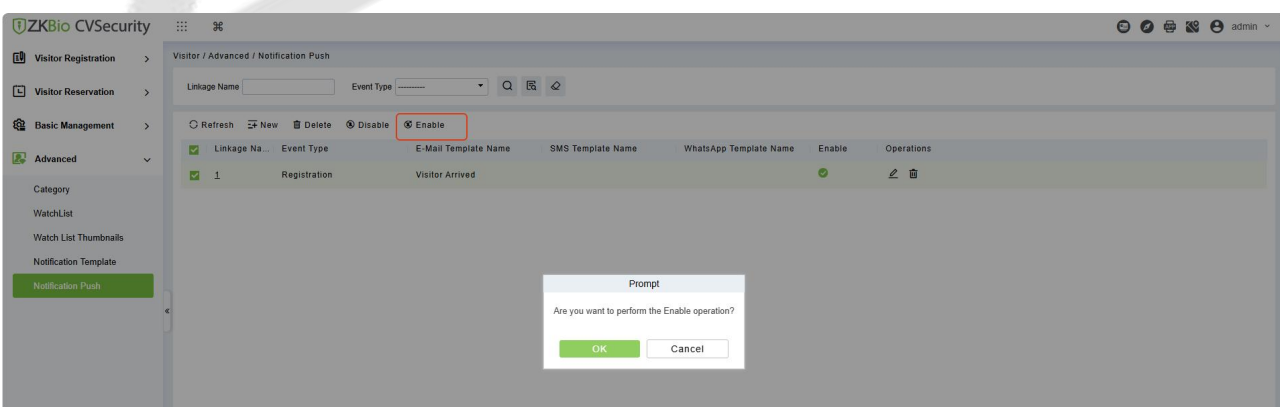 ZKBio CVSecurity
admin
Visitor Registration
Visitor Reservation
Basic Management
Advanced
Category
WatchList
Watch List Thumbnails
Notification Template
Notification Push
Visitor / Advanced / Notification Push
Linkage Name Event Type ----------
Refresh New Delete Disable Enable
Linkage Na... Event Type E-Mail Template Name SMS Template Name WhatsApp Template Name Enable Operations
1 Registration Visitor Arrived
Prompt
Are you want to perform the Enable operation?
OK Cancel